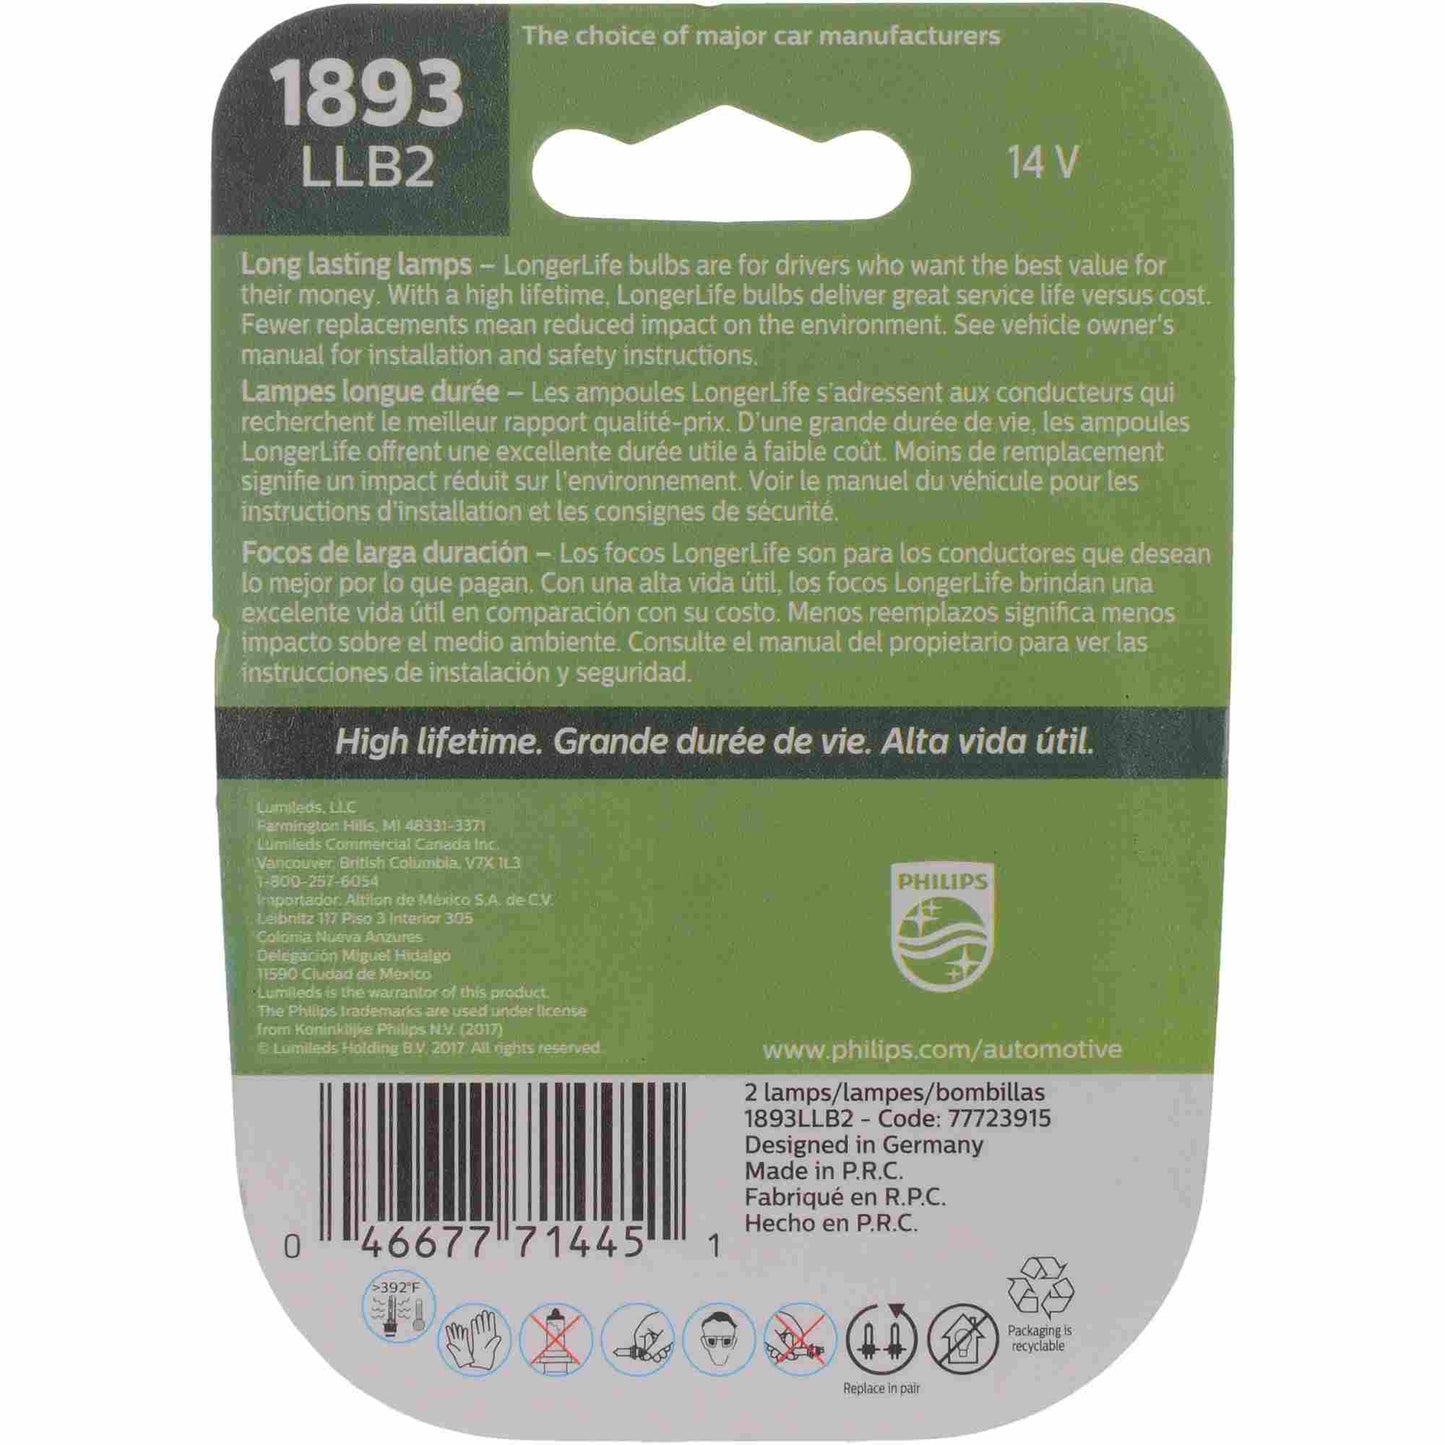 The choice of major car manufacturers
1893
LLB2
14 V
Long lasting lamps – LongerLife bulbs are for drivers who want the best value for
their money. With a high lifetime, LongerLife bulbs deliver great service life versus cost.
Fewer replacements mean reduced impact on the environment. See vehicle owner's
manual for installation and safety instructions.
Lampes longue durée – Les ampoules LongerLife s'adressent aux conducteurs qui
recherchent le meilleur rapport qualité-prix. D'une grande durée de vie, les ampoules
LongerLife offrent une excellente durée utile à faible coût. Moins de remplacement
signifie un impact réduit sur l'environnement. Voir le manuel du véhicule pour les
instructions d'installation et les consignes de sécurité.
Focos de larga duración – Los focos LongerLife son para los conductores que desean
lo mejor por lo que pagan. Con una alta vida útil, los focos LongerLife brindan una
excelente vida útil en comparación con su costo. Menos reemplazos significa menos
impacto sobre el medio ambiente. Consulte el manual del propietario para ver las
instrucciones de instalación y seguridad.
High lifetime. Grande durée de vie. Alta vida útil.
Lumileds, LLC
Farmington Hills, MI 48331-3371
Lumileds Commercial Canada Inc.
Vancouver, British Columbia, V7X 1L3
1-800-257-6054
Importador: Altilon de México S.A. de C.V.
Leibnitz 117 Piso 3 Interior 305
Colonia Nueva Anzures
Delegación Miguel Hidalgo
11590 Ciudad de México
Lumileds is the warrantor of this product.
The Philips trademarks are used under license
from Koninklijke Philips N.V. (2017)
© Lumileds Holding B.V. 2017. All rights reserved.
PHILIPS
www.philips.com/automotive
2 lamps/lampes/bombillas
1893LLB2 - Code: 77723915
Designed in Germany
Made in P.R.C.
Fabriqué en R.P.C.
Hecho en P.R.C.
0 46677 71445 1
>392°F
Replace in pair
Packaging is
recyclable